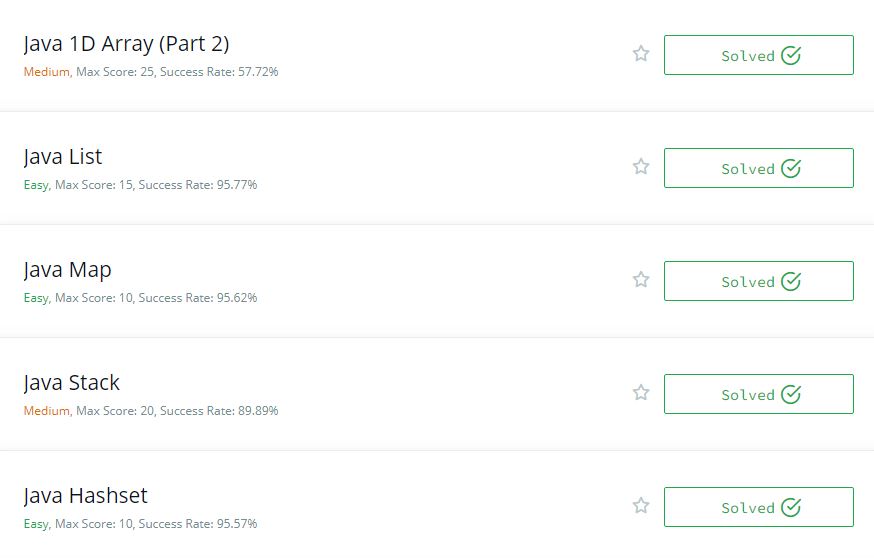 Java 1D Array (Part 2)
Medium, Max Score: 25, Success Rate: 57.72%
Solved
Java List
Easy, Max Score: 15, Success Rate: 95.77%
Solved
Java Map
Easy, Max Score: 10, Success Rate: 95.62%
Solved
Java Stack
Medium, Max Score: 20, Success Rate: 89.89%
Solved
Java Hashset
Easy, Max Score: 10, Success Rate: 95.57%
Solved